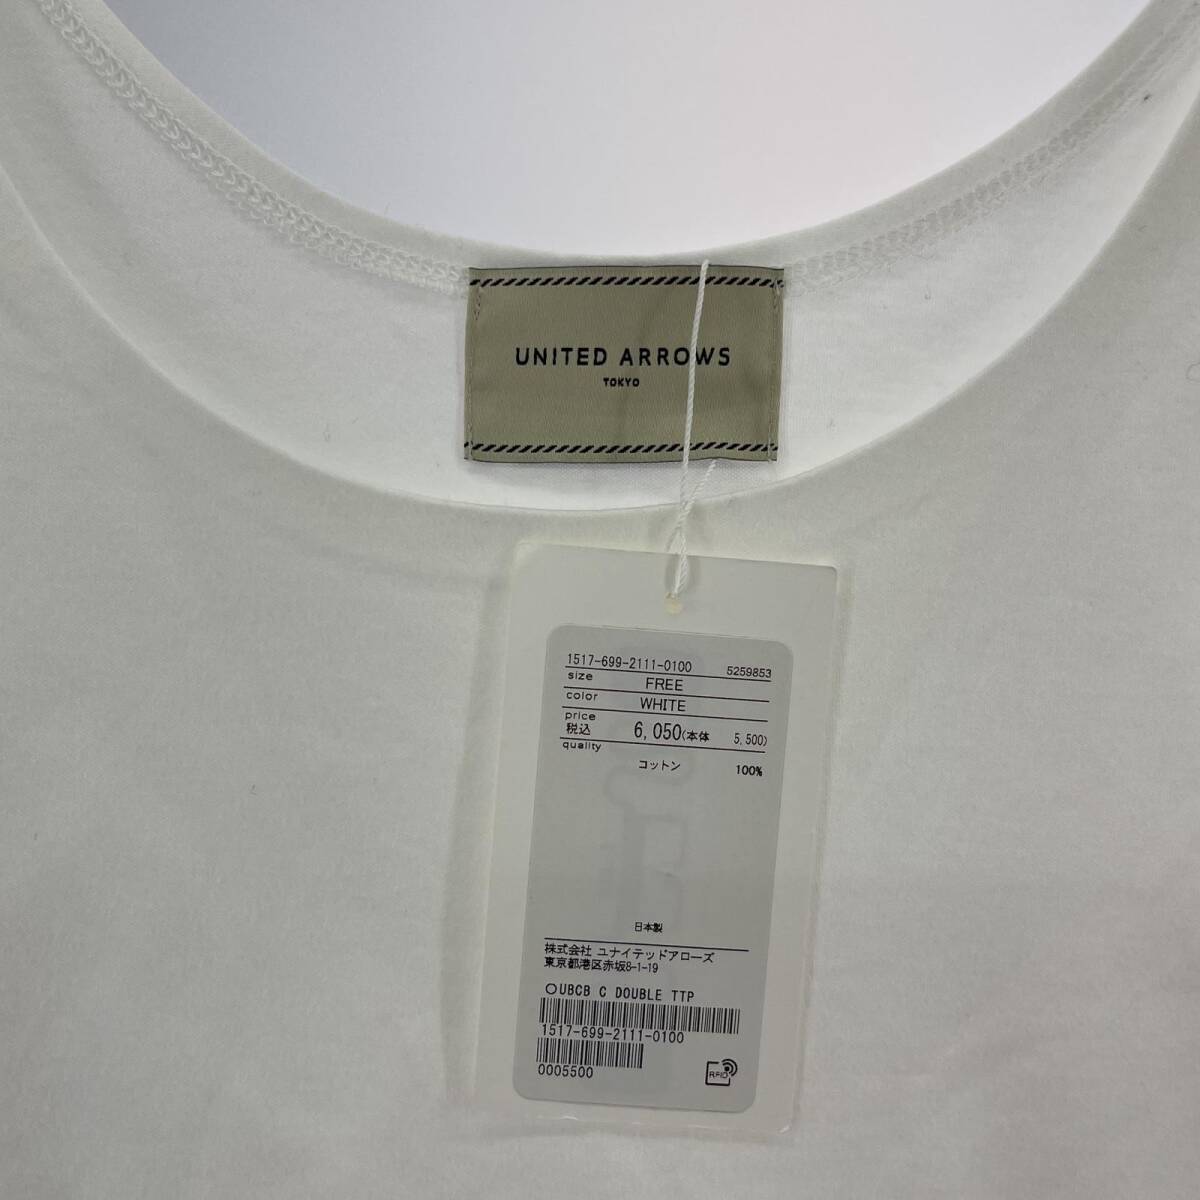 UNITED ARROWS
TOKYO
1517-699-2111-0100 5259853
size FREE
color WHITE
price
税込 6,050(本体 5,500)
quality
コットン 100%
日本製
株式会社 ユナイテッドアローズ
東京都港区赤坂8-1-19
○UBCB C DOUBLE TTP
1517-699-2111-0100
0005500
RFID